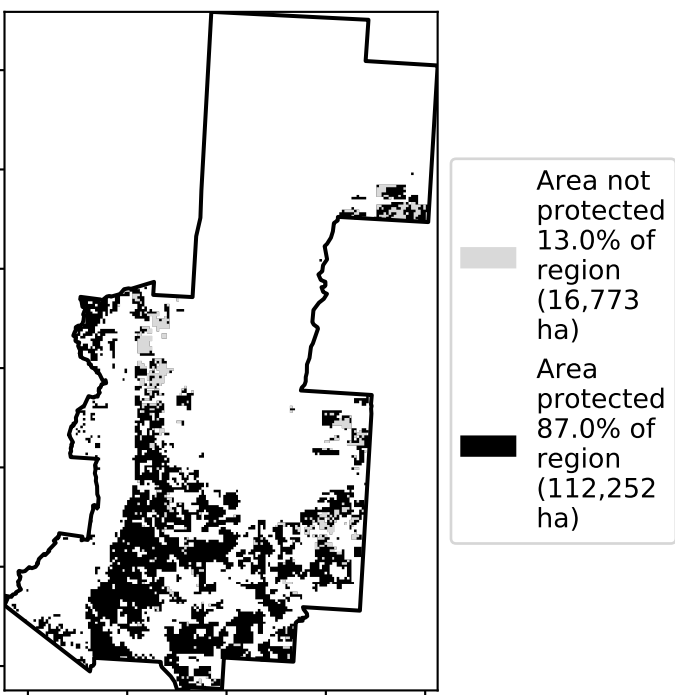 Area not
protected
13.0% of
region
(16,773
ha)
Area
protected
87.0% of
region
(112,252
ha)